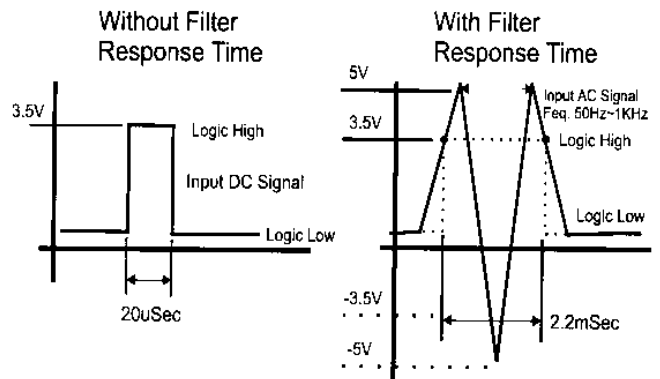 Without Filter
Response Time
3.5V
Logic High
Input DC Signal
Logic Low
20uSec
With Filter
Response Time
5V
Input AC Signal
Feq. 50Hz~1KHz
3.5V
Logic High
Logic Low
-3.5V
2.2mSec
-5V